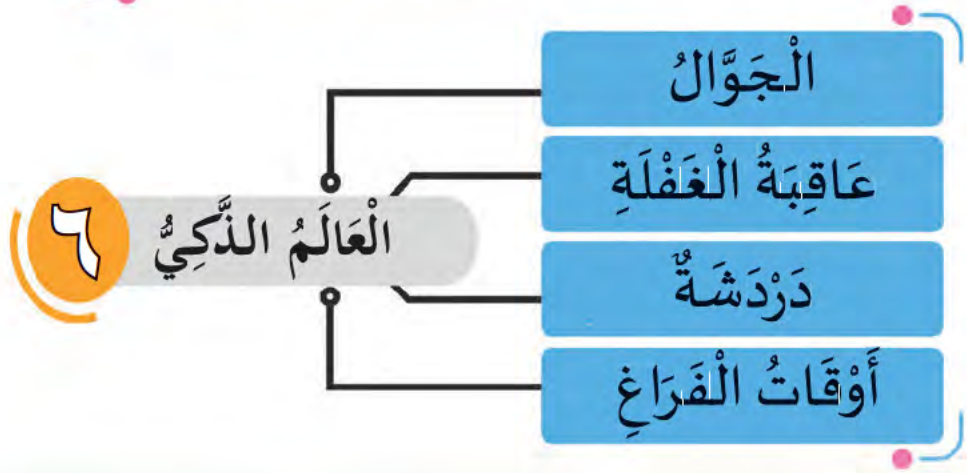 الْجَوَّالُ
عَاقِبَةُ الْغَفْلَةِ
دَرْدَشَةٌ
أَوْقَاتُ الْفَرَاغِ
الْعَالَمُ الذَّكِيُّ
٦